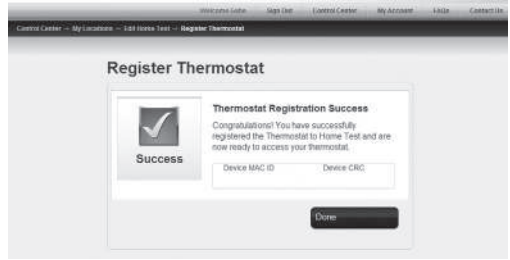 Welcome Gabe Sign Out Control Center My Account FAQs Contact Us
Control Center → My Locations → Edit Home Test → Register Thermostat
Register Thermostat
Success
Thermostat Registration Success
Congratulations! You have successfully
registered the Thermostat to Home Test and are
now ready to access your thermostat.
Device MAC ID Device CRC
Done